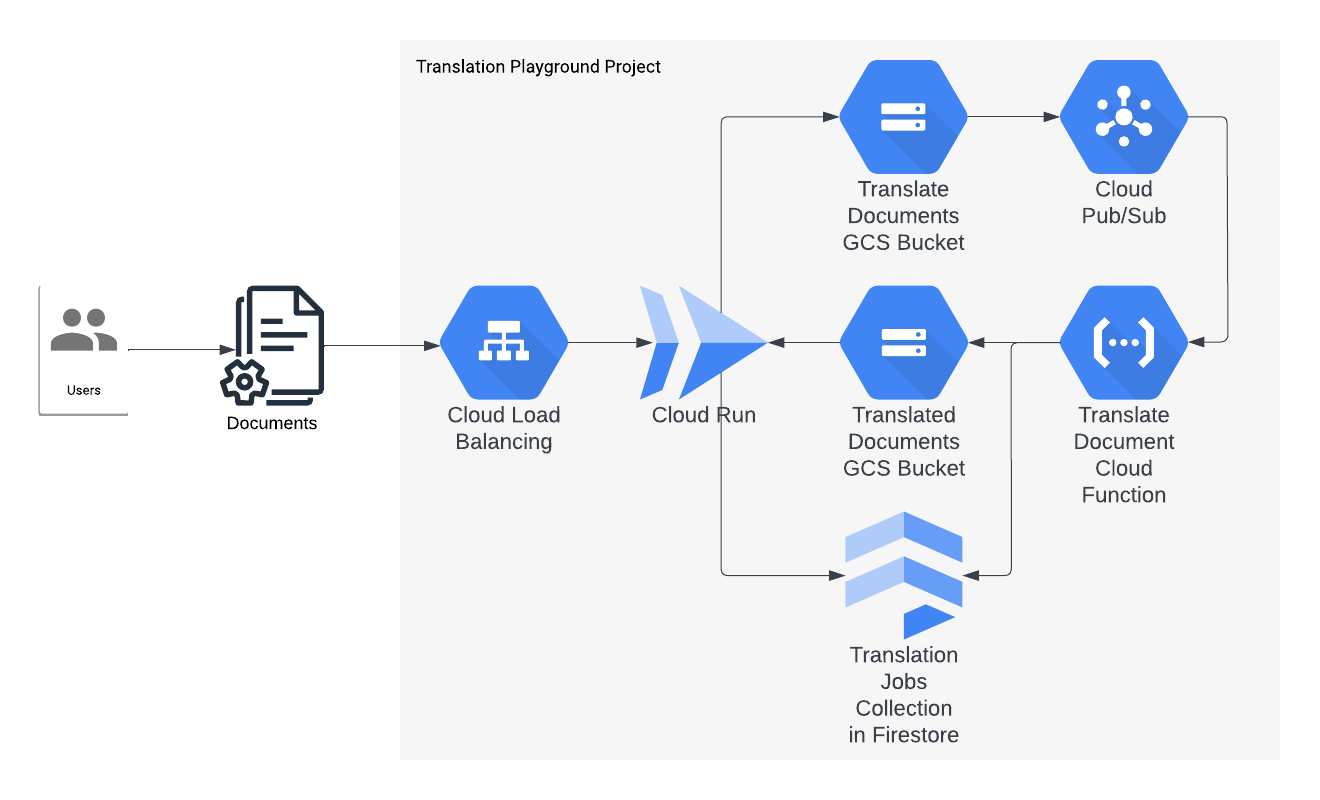 Translation Playground Project
Translate
Documents
GCS Bucket
Cloud
Pub/Sub
Users
Documents
Cloud Load
Balancing
Cloud Run
Translated
Documents
GCS Bucket
Translate
Document
Cloud
Function
Translation
Jobs
Collection
in Firestore